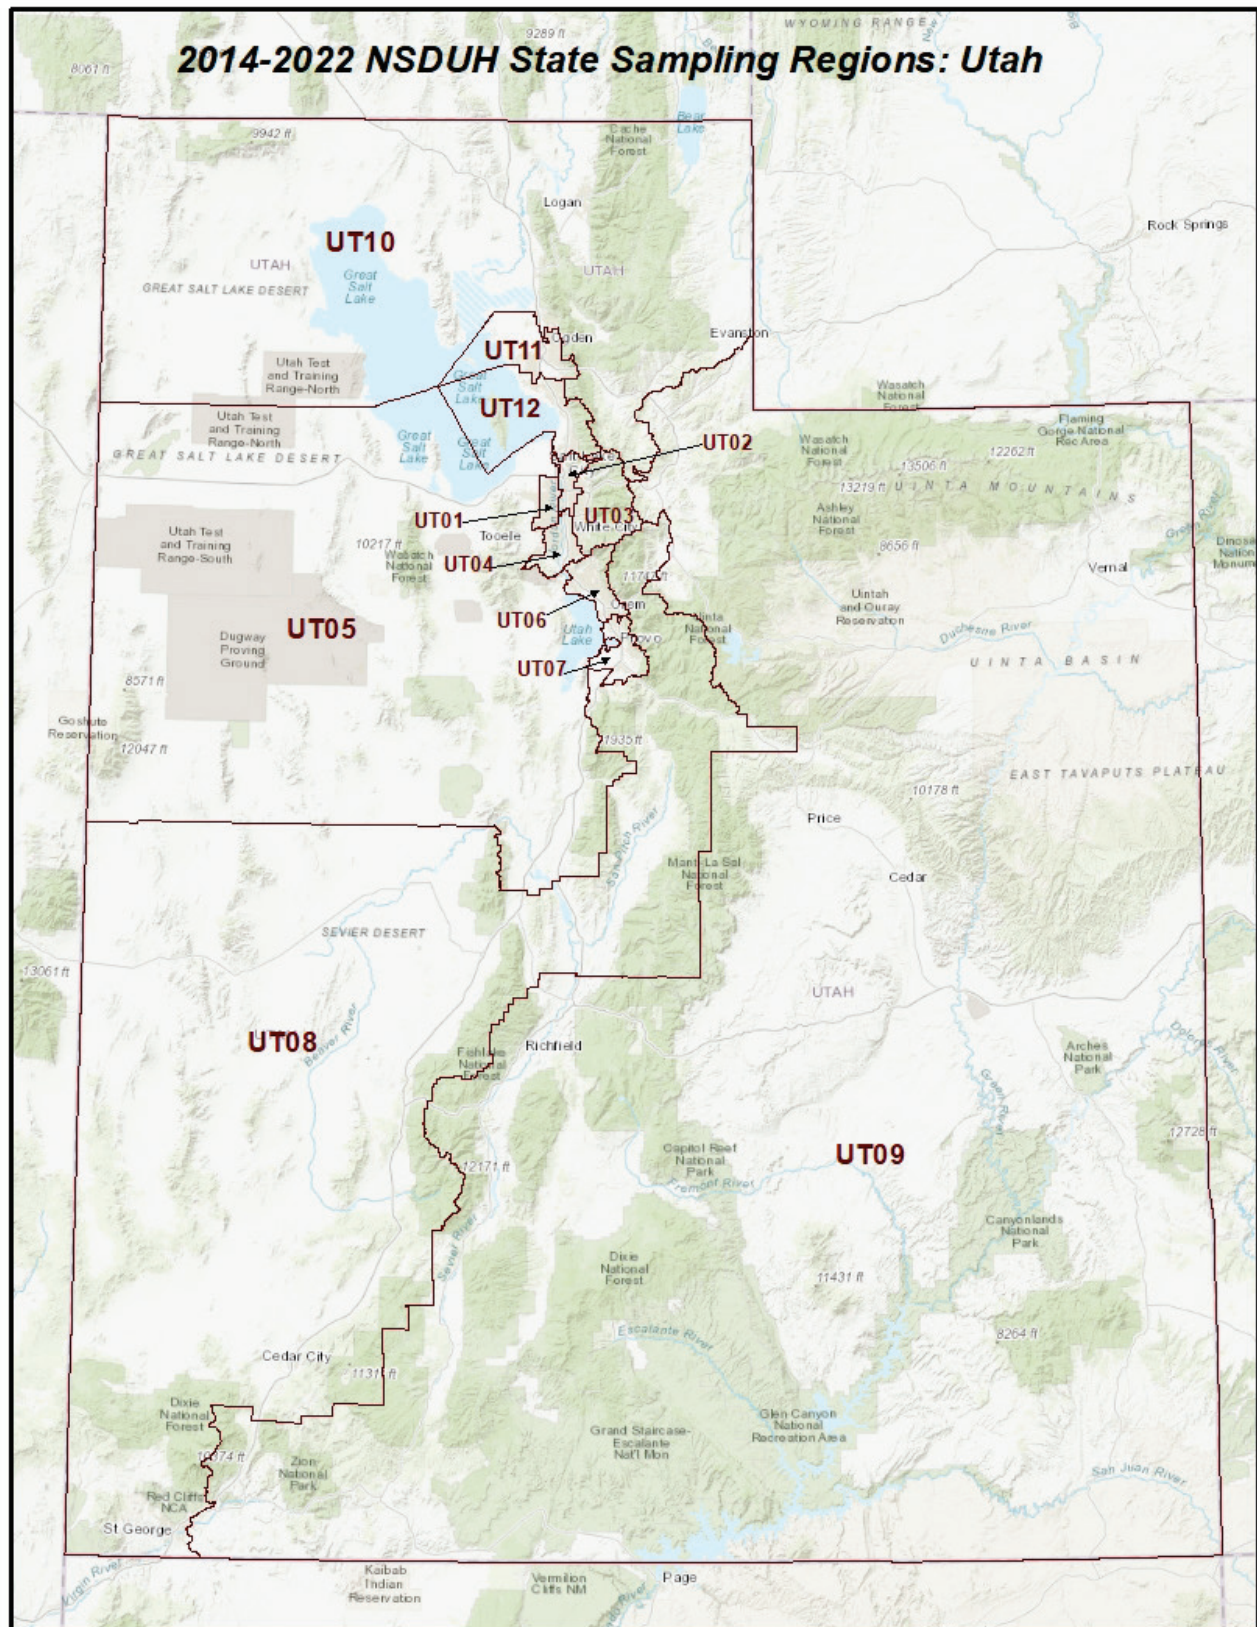 WYOMING RANGE
9289 ft
2014-2022 NSDUH State Sampling Regions: Utah
8061 ft
Bear
Lake
9942 ft
Cache
National
Forest
Logan
Rock Springs
UT10
UTAH
UTAH
Great
Salt
Lake
GREAT SALT LAKE DESERT
Evanston
Ogden
UT11
Utah Test
and Training
Range-North
Great
Salt
Lake
Wasatch
National
Forest
UT12
Utah Test
and Training
Range-North
Flaming
Gorge National
Rec Area
Great
Salt
Lake
Great
Salt
Lake
UT02
Wasatch
National
Forest
12262 ft
13506 ft
GREAT SALT LAKE DESERT
13219 ft
UINTA MOUNTAINS
UT01
UT03
Ashley
National
Forest
Green River
White City
Utah Test
and Training
Range-South
Tooele
10217 ft
Wasatch
National
Forest
UT04
8656 ft
Vernal
UT06
Orem
Uintah
and Ouray
Reservation
UT05
Utah
Lake
Provo
Uinta
National
Forest
Duchesne River
Dugway
Proving
Ground
UT07
UINTA BASIN
8571 ft
Goshute
Reservation
12047 ft
EAST TAVAPUTS PLATEAU
10178 ft
Price
San Pitch River
Manti-La Sal
National
Forest
Cedar
SEVIER DESERT
13061 ft
UTAH
Beaver River
UT08
Richfield
Fishlake
National
Forest
Dolores River
Arches
National
Park
Green River
12728 ft
12171 ft
Capitol Reef
National
Park
UT09
Fremont River
Canyonlands
National
Park
Sevier River
Dixie
National
Forest
11431 ft
Escalante River
8264 ft
Cedar City
Dixie
National
Forest
Glen Canyon
National
Recreation Area
Grand Staircase-
Escalante
Nat'l Mon
Zion
National
Park
San Juan River
Red Cliffs
NCA
St George
Virgin River
Kaibab
Indian
Reservation
Vermilion
Cliffs NM
Page